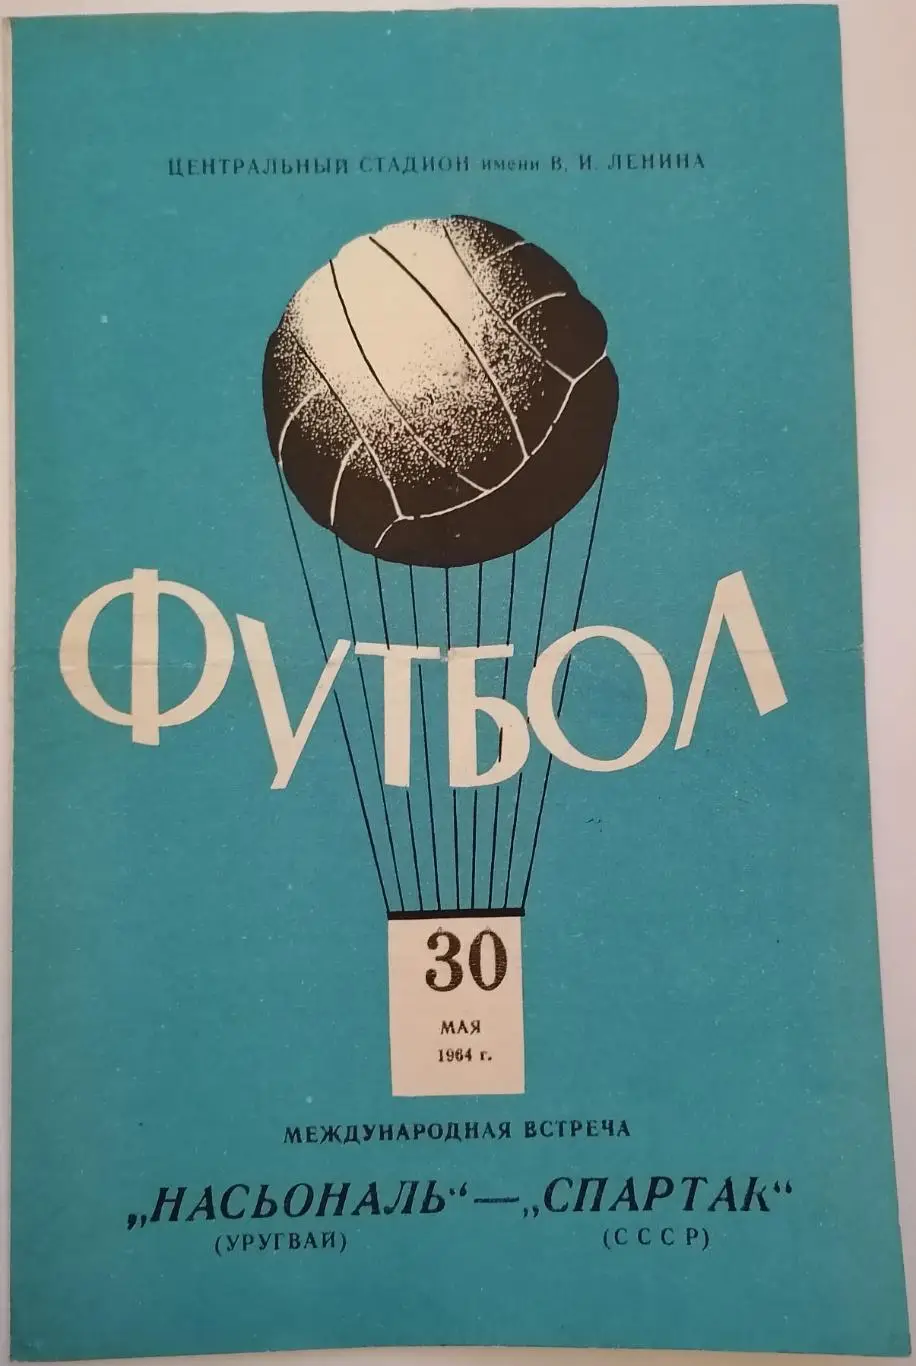 ЦЕНТРАЛЬНЫЙ СТАДИОН имени В. И. ЛЕНИНА
ФУТБОЛ
30
МАЯ
1964 г.
МЕЖДУНАРОДНАЯ ВСТРЕЧА
„НАСЬОНАЛЬ“ — „СПАРТАК“
(УРУГВАЙ) (СССР)